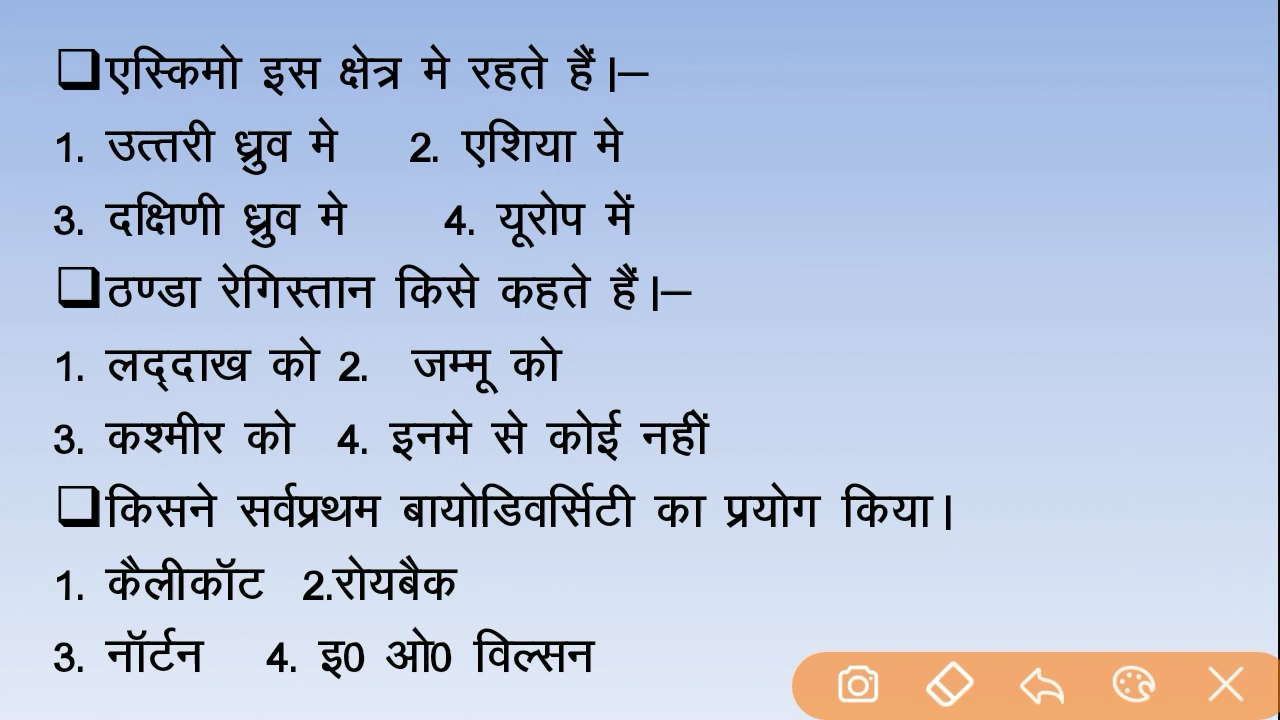 ❑एस्किमो इस क्षेत्र मे रहते हैं।–
1. उत्तरी ध्रुव मे 2. एशिया मे
3. दक्षिणी ध्रुव मे 4. यूरोप में
❑ठण्डा रेगिस्तान किसे कहते हैं।–
1. लद्दाख को 2. जम्मू को
3. कश्मीर को 4. इनमे से कोई नहीं
❑किसने सर्वप्रथम बायोडिवर्सिटी का प्रयोग किया।
1. कैलीकॉट 2.रोयबैक
3. नॉर्टन 4. इ0 ओ0 विल्सन